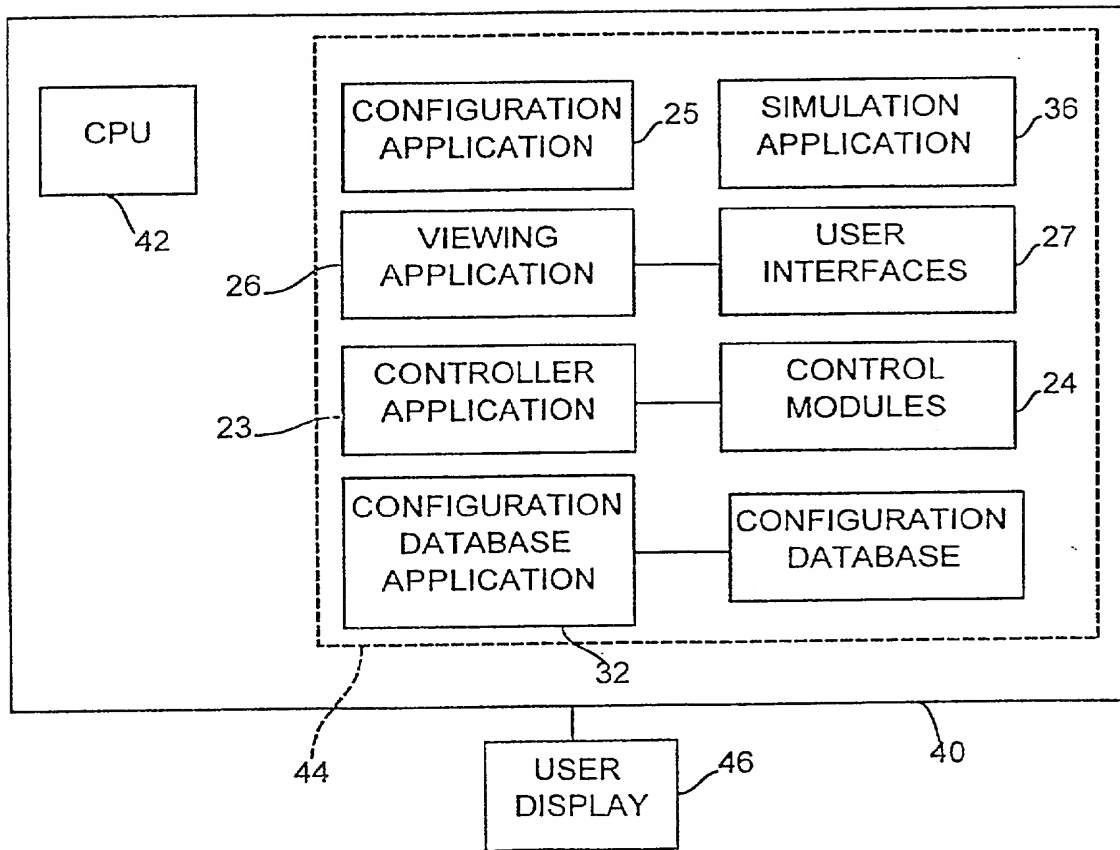 CPU
42
CONFIGURATION
APPLICATION
25
SIMULATION
APPLICATION
36
VIEWING
APPLICATION
26
USER
INTERFACES
27
CONTROLLER
APPLICATION
23
CONTROL
MODULES
24
CONFIGURATION
DATABASE
APPLICATION
32
CONFIGURATION
DATABASE
44
40
USER
DISPLAY
46